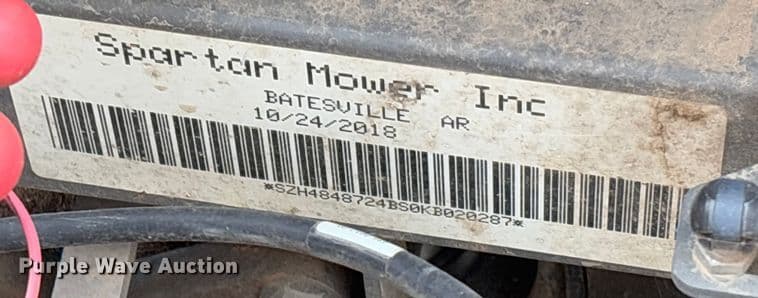 Spartan Mower Inc
BATESVILLE AR
10/24/2018
*SZH4848724BS0KB020287*
Purple Wave Auction